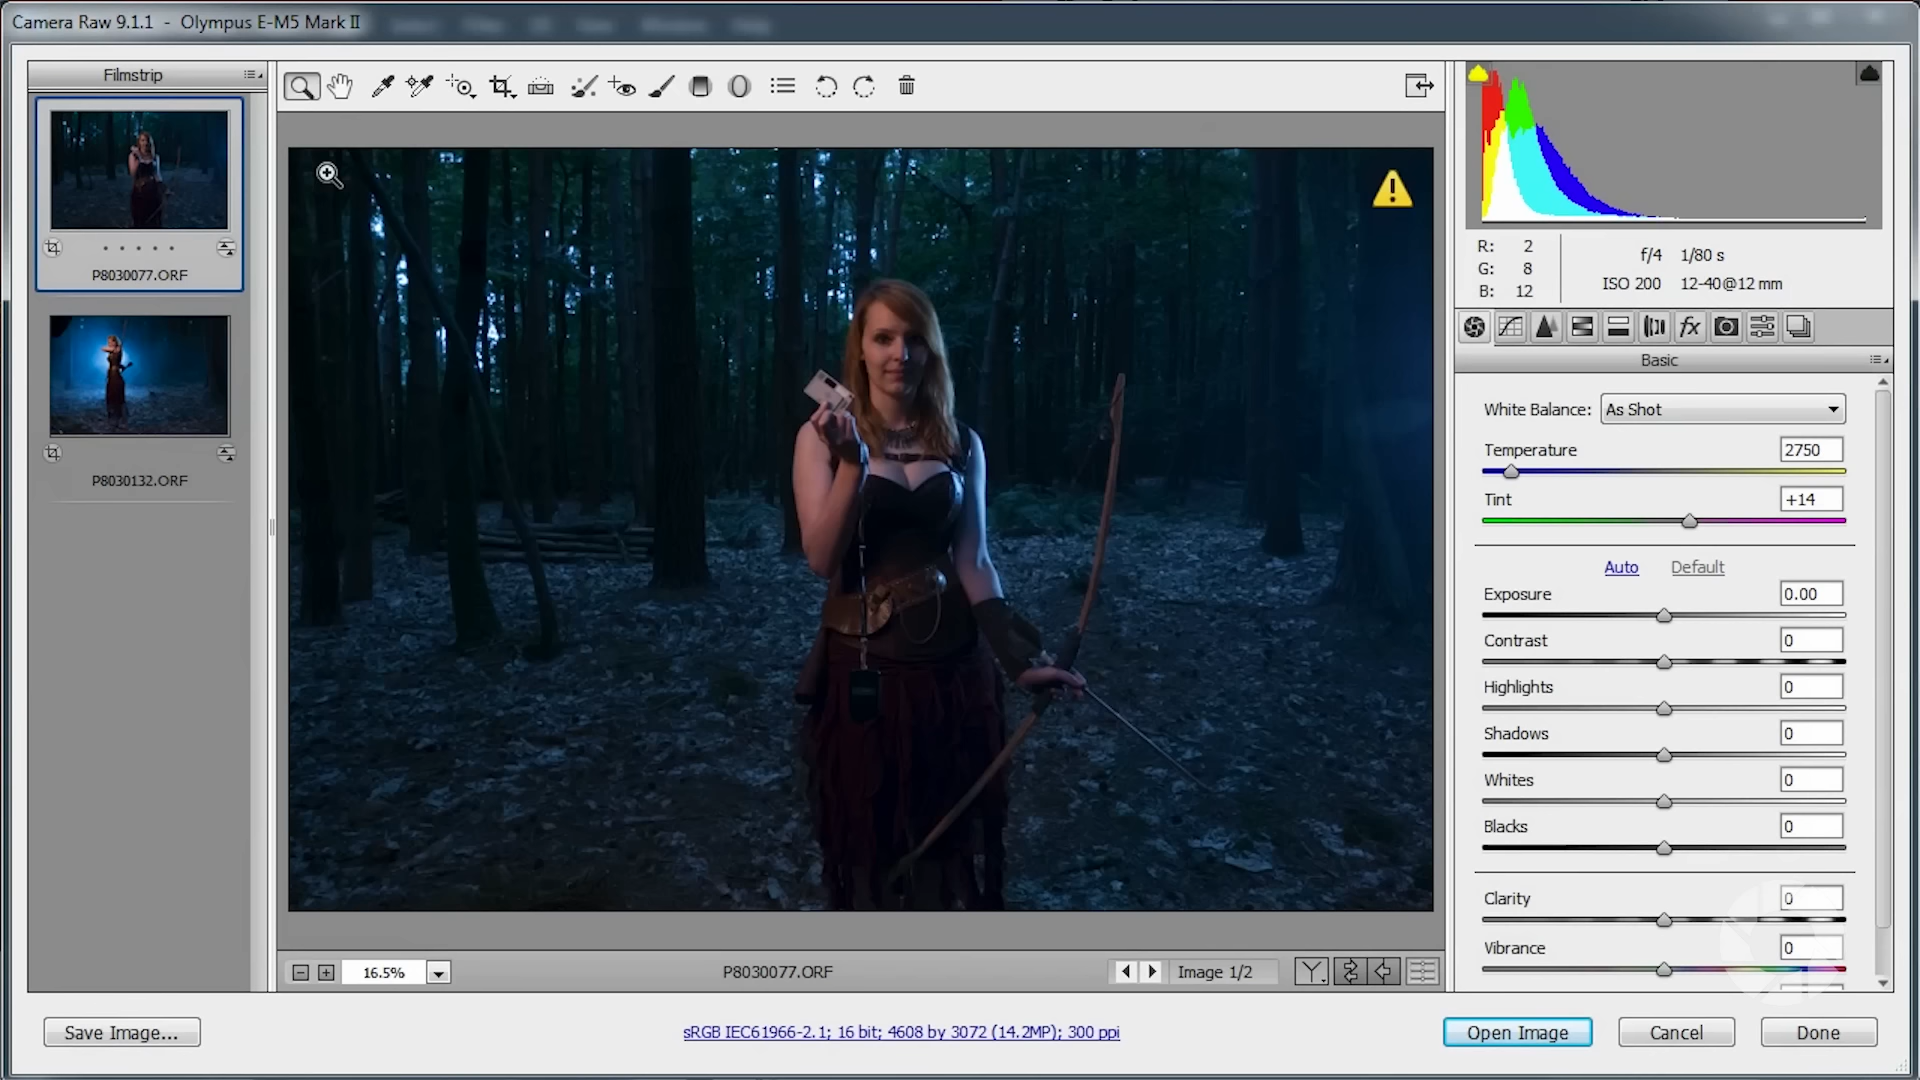 Camera Raw 9.1.1 - Olympus E-M5 Mark II
Filmstrip
P8030077.ORF
P8030132.ORF
R: 2
G: 8
B: 12
f/4 1/80 s
ISO 200 12-40@12 mm
fx
Basic
White Balance: As Shot
Temperature 2750
Tint +14
Auto Default
Exposure 0.00
Contrast 0
Highlights 0
Shadows 0
Whites 0
Blacks 0
Clarity 0
Vibrance 0
16.5% P8030077.ORF Image 1/2 Y
Save Image... sRGB IEC61966-2.1; 16 bit; 4608 by 3072 (14.2MP); 300 ppi Open Image Cancel Done